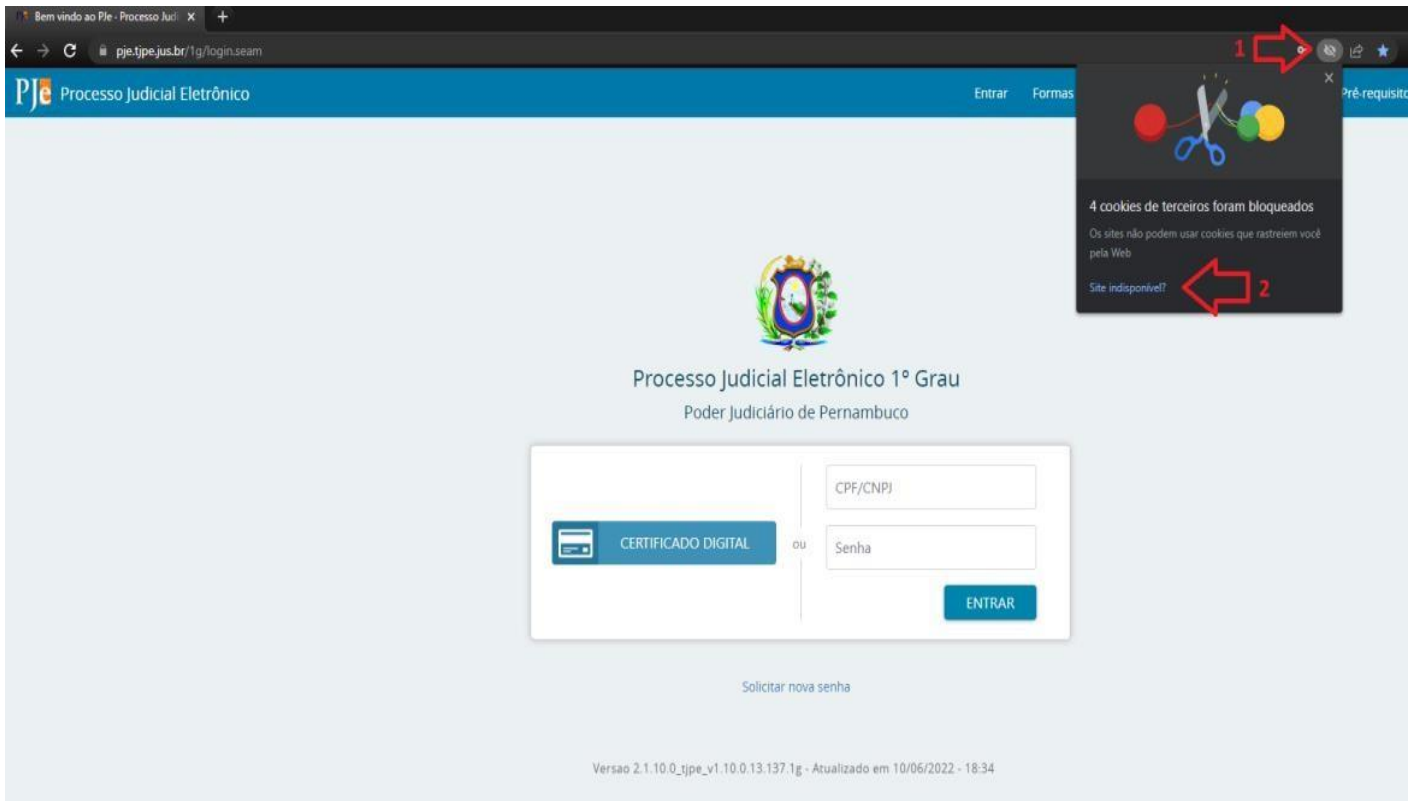 Bem vindo ao PJe - Processo Judi
pje.tjpe.jus.br/1g/login.seam
1
PJe Processo Judicial Eletrônico
Entrar Formas Pré-requisito
4 cookies de terceiros foram bloqueados
Os sites não podem usar cookies que rastreiem você
pela Web
Site indisponível?
2
Processo Judicial Eletrônico 1º Grau
Poder Judiciário de Pernambuco
CPF/CNPJ
CERTIFICADO DIGITAL
ou
Senha
ENTRAR
Solicitar nova senha
Versao 2.1.10.0_tjpe_v1.10.0.13.137.1g - Atualizado em 10/06/2022 - 18:34